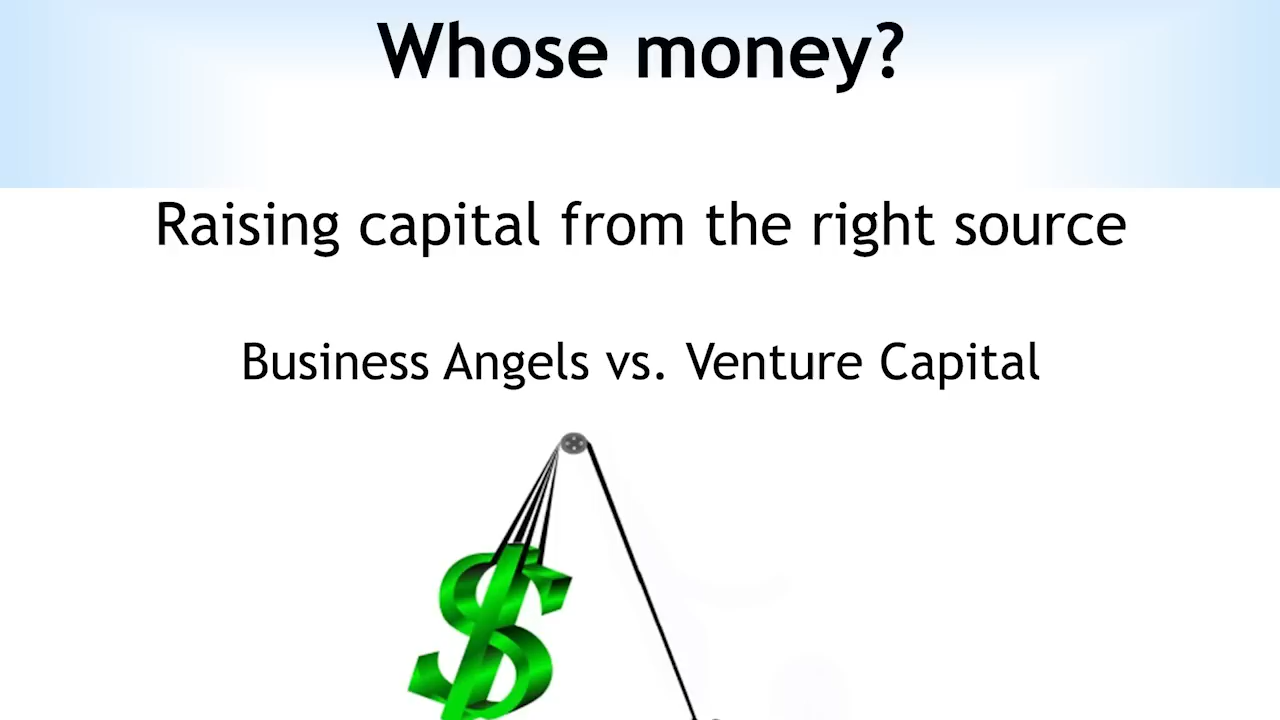 Whose money?
Raising capital from the right source
Business Angels vs. Venture Capital
$